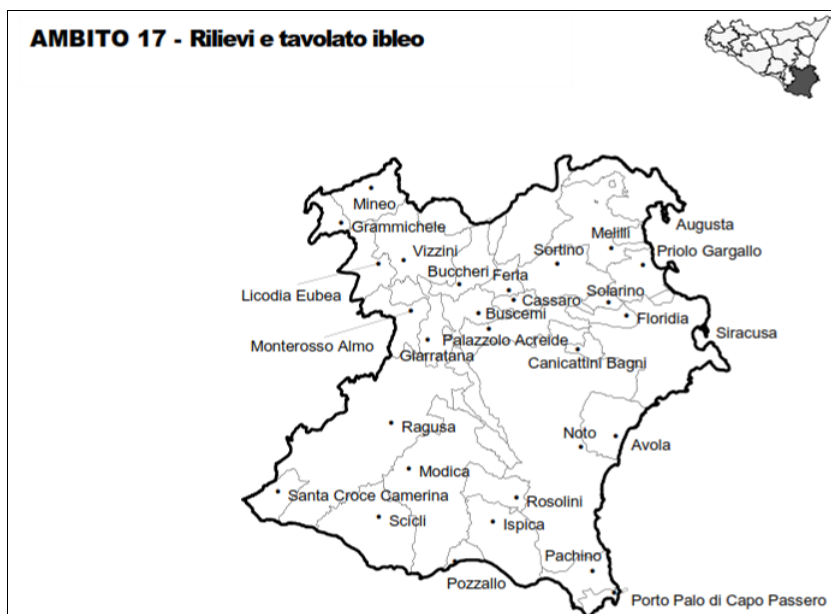 AMBITO 17 - Rilievi e tavolato ibleo
Mineo
Grammichele
Augusta
Melilli
Vizzini
Sortino
Priolo Gargallo
Buccheri
Ferla
Licodia Eubea
Solarino
Cassaro
Buscemi
Floridia
Siracusa
Monterosso Almo
Palazzolo Acreide
Giarratana
Canicattini Bagni
Ragusa
Noto
Avola
Modica
Santa Croce Camerina
Rosolini
Scicli
Ispica
Pachino
Pozzallo
Porto Palo di Capo Passero